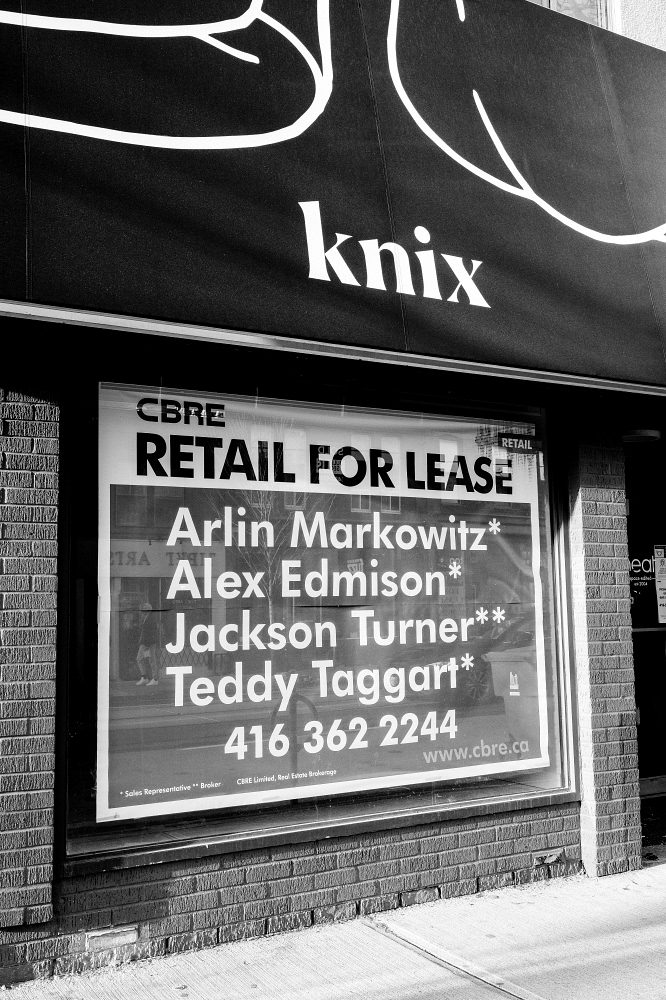 knix
CBRE
RETAIL
RETAIL FOR LEASE
Arlin Markowitz*
Alex Edmison*
Jackson Turner**
Teddy Taggart*
416 362 2244
www.cbre.ca
* Sales Representative ** Broker CBRE Limited, Real Estate Brokerage